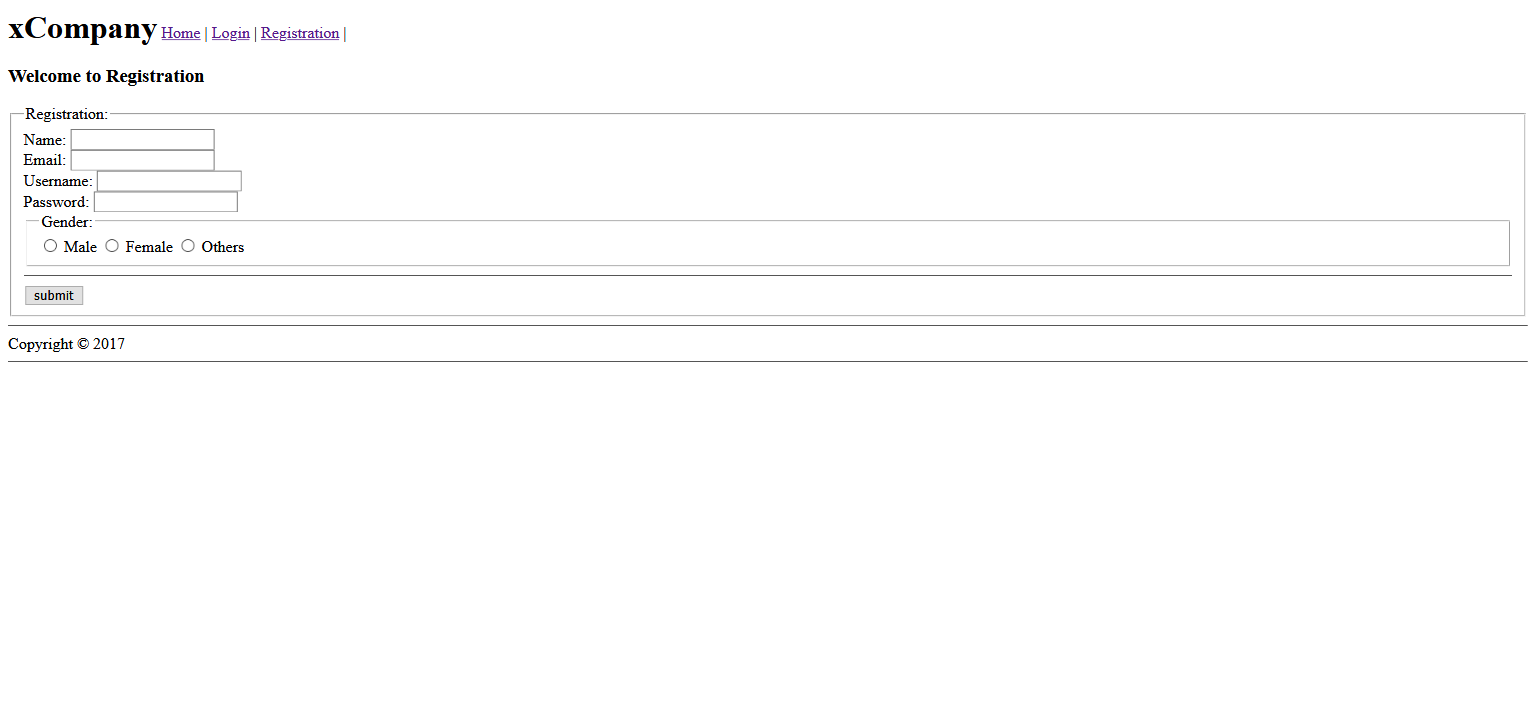 xCompany Home | Login | Registration |
Welcome to Registration
Registration:
Name:
Email:
Username:
Password:
Gender:
Male Female Others
submit
Copyright © 2017